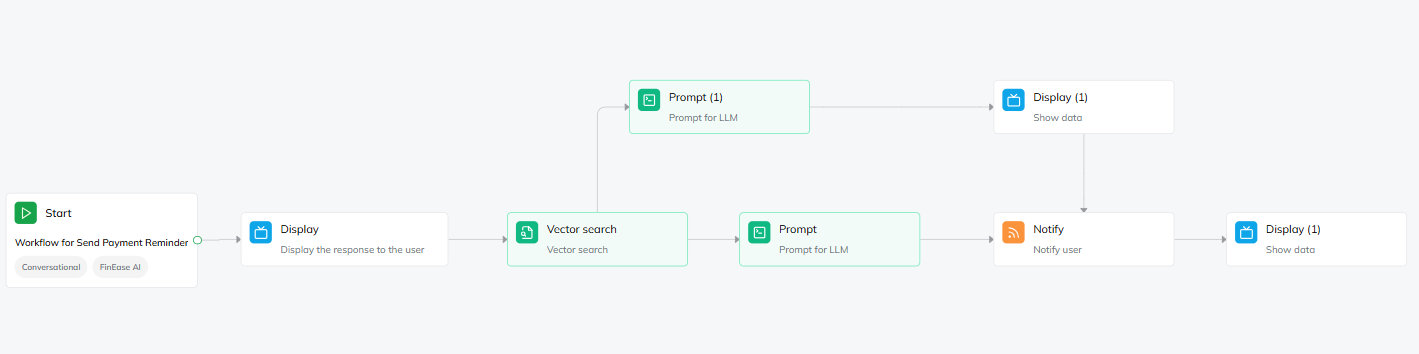 Prompt (1)
Prompt for LLM
Display (1)
Show data
Start
Workflow for Send Payment Reminder
Conversational
FinEase AI
Display
Display the response to the user
Vector search
Vector search
Prompt
Prompt for LLM
Notify
Notify user
Display (1)
Show data